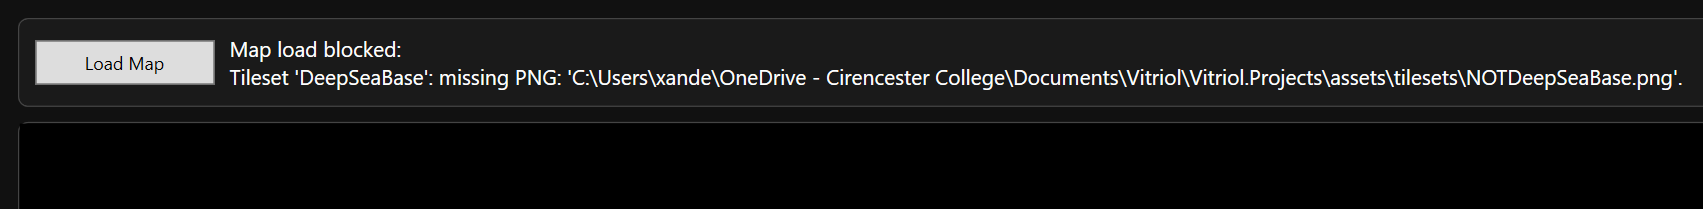 Load Map
Map load blocked:
Tileset 'DeepSeaBase': missing PNG: 'C:\Users\xande\OneDrive - Cirencester College\Documents\Vitriol\Vitriol.Projects\assets\tilesets\NOTDeepSeaBase.png'.